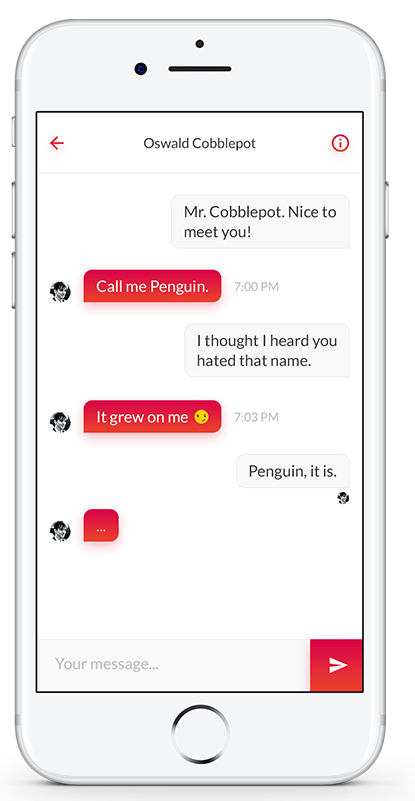 Oswald Cobblepot
Mr. Cobblepot. Nice to
meet you!
Call me Penguin.
7:00 PM
I thought I heard you
hated that name.
It grew on me 😏
7:03 PM
Penguin, it is.
...
Your message...